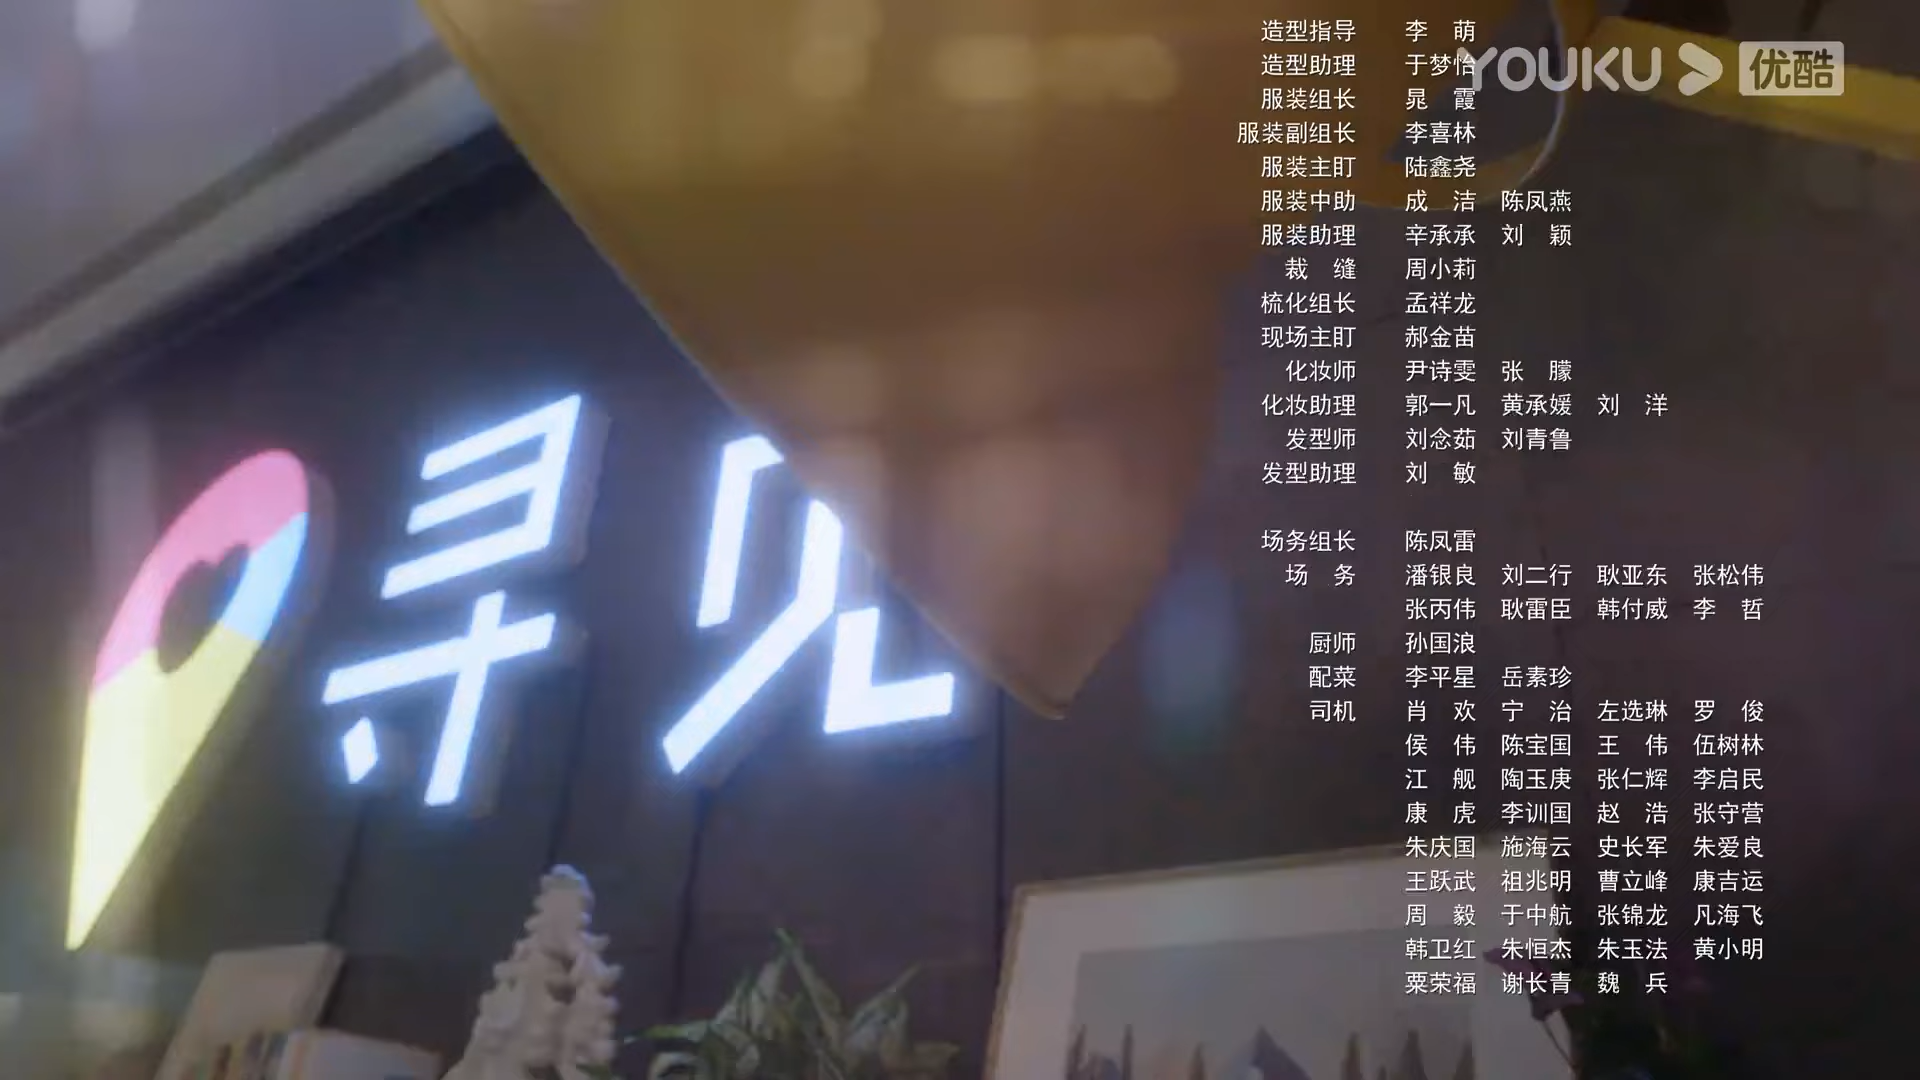 寻见
YOUKU 优酷
造型指导 李 萌
造型助理 于梦怡
服装组长 晁 霞
服装副组长 李喜林
服装主盯 陆鑫尧
服装中助 成 洁 陈凤燕
服装助理 辛承承 刘 颖
裁 缝 周小莉
梳化组长 孟祥龙
现场主盯 郝金苗
化妆师 尹诗雯 张 朦
化妆助理 郭一凡 黄承媛 刘 洋
发型师 刘念茹 刘青鲁
发型助理 刘 敏
场务组长 陈凤雷
场 务 潘银良 刘二行 耿亚东 张松伟
张丙伟 耿雷臣 韩付威 李 哲
厨师 孙国浪
配菜 李平星 岳素珍
司机 肖 欢 宁 治 左选琳 罗 俊
侯 伟 陈宝国 王 伟 伍树林
江 舰 陶玉庚 张仁辉 李启民
康 虎 李训国 赵 浩 张守营
朱庆国 施海云 史长军 朱爱良
王跃武 祖兆明 曹立峰 康吉运
周 毅 于中航 张锦龙 凡海飞
韩卫红 朱恒杰 朱玉法 黄小明
粟荣福 谢长青 魏 兵